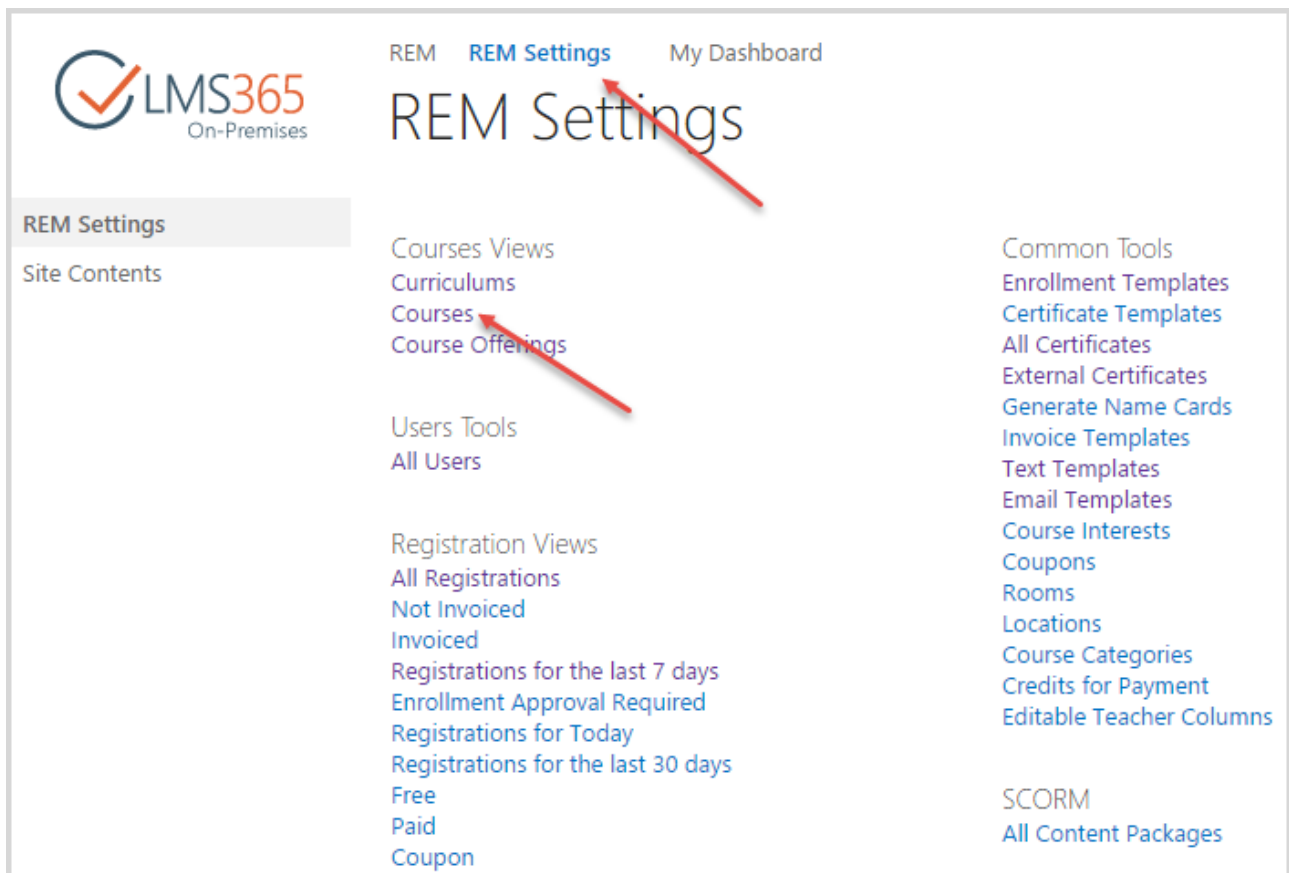 LMS365
On-Premises
REM REM Settings My Dashboard
REM Settings
REM Settings
Site Contents
Courses Views
Curriculums
Courses
Course Offerings
Users Tools
All Users
Registration Views
All Registrations
Not Invoiced
Invoiced
Registrations for the last 7 days
Enrollment Approval Required
Registrations for Today
Registrations for the last 30 days
Free
Paid
Coupon
Common Tools
Enrollment Templates
Certificate Templates
All Certificates
External Certificates
Generate Name Cards
Invoice Templates
Text Templates
Email Templates
Course Interests
Coupons
Rooms
Locations
Course Categories
Credits for Payment
Editable Teacher Columns
SCORM
All Content Packages